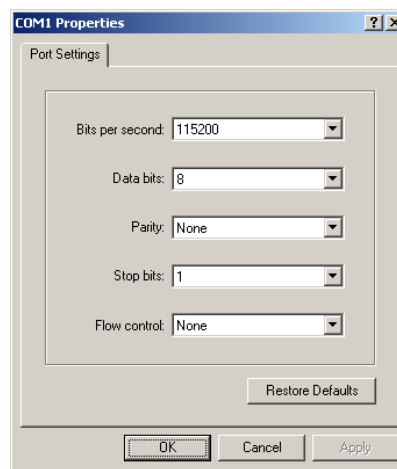 COM1 Properties
Port Settings
Bits per second: 115200
Data bits: 8
Parity: None
Stop bits: 1
Flow control: None
Restore Defaults
OK Cancel Apply